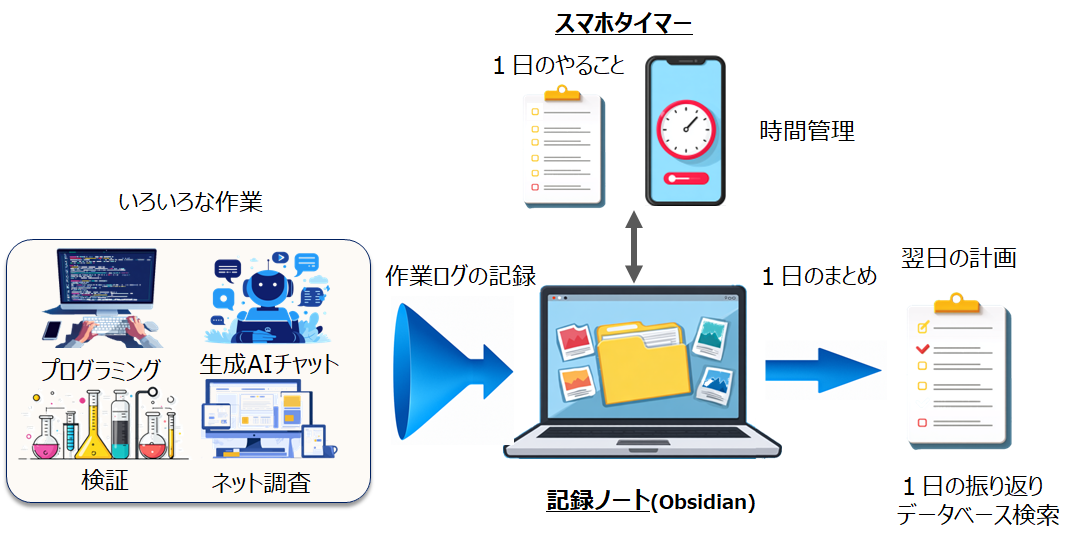 スマホタイマー
１日のやること
時間管理
いろいろな作業
プログラミング
生成AIチャット
検証
ネット調査
作業ログの記録
記録ノート(Obsidian)
１日のまとめ
翌日の計画
１日の振り返り
データベース検索